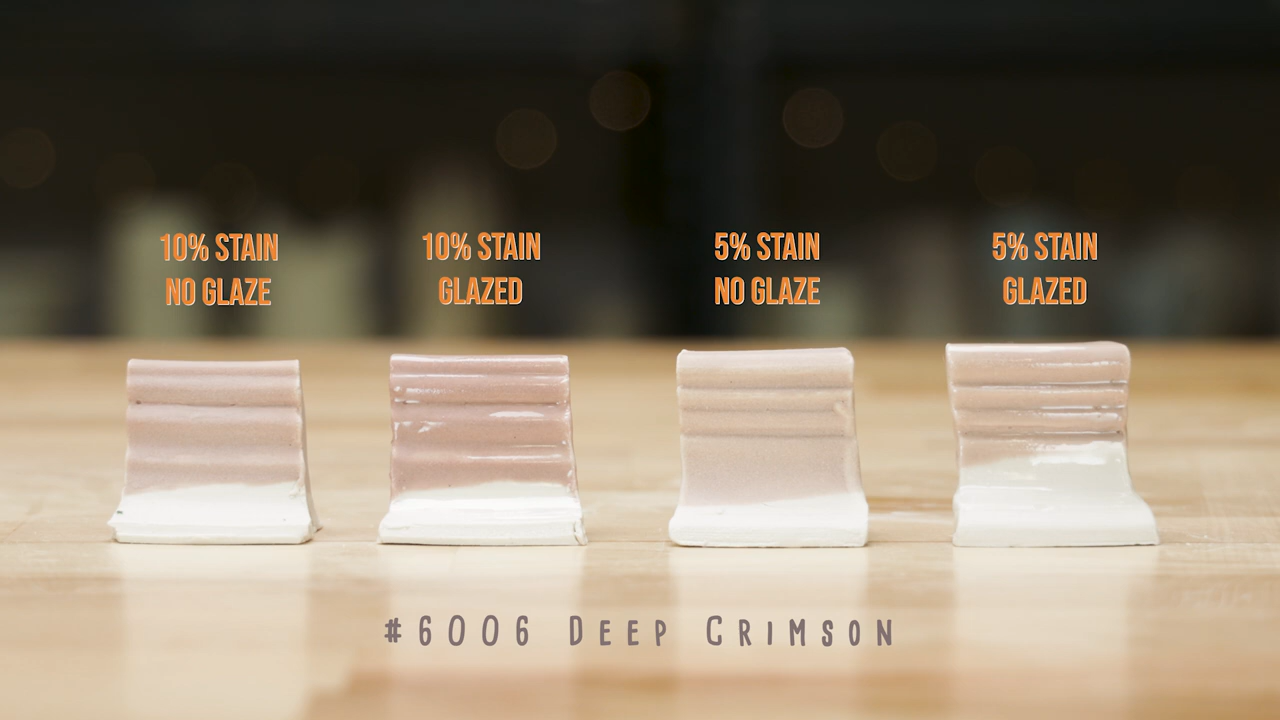 10% STAIN
NO GLAZE
10% STAIN
GLAZED
5% STAIN
NO GLAZE
5% STAIN
GLAZED
#6006 DEEP CRIMSON